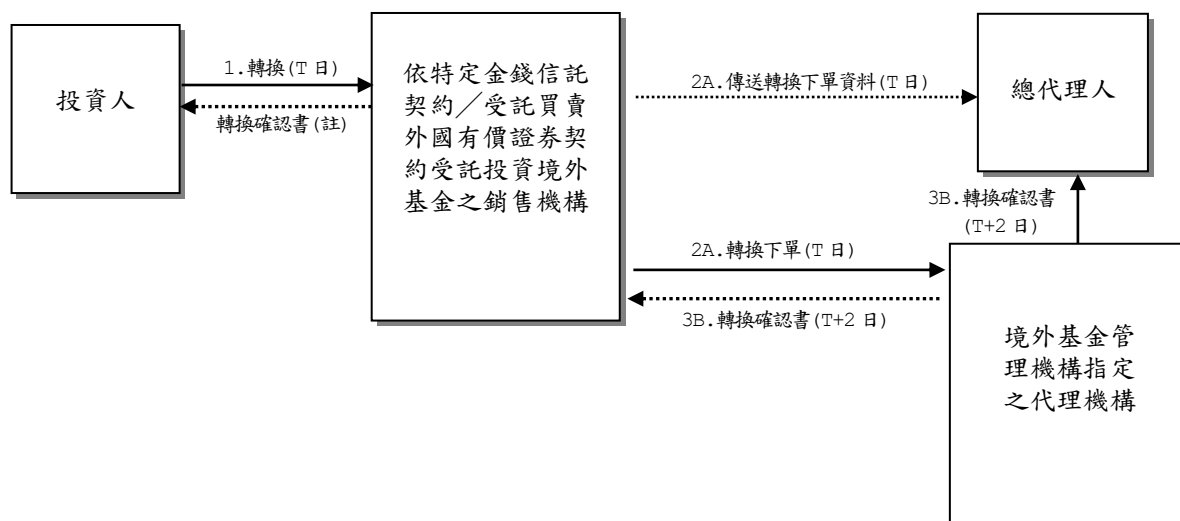 投資人
1.轉換(T 日)
轉換確認書(註)
依特定金錢信託
契約／受託買賣
外國有價證券契
約受託投資境外
基金之銷售機構
2A.傳送轉換下單資料(T 日)
總代理人
3B.轉換確認書
(T+2 日)
2A.轉換下單(T 日)
3B.轉換確認書(T+2 日)
境外基金管
理機構指定
之代理機構